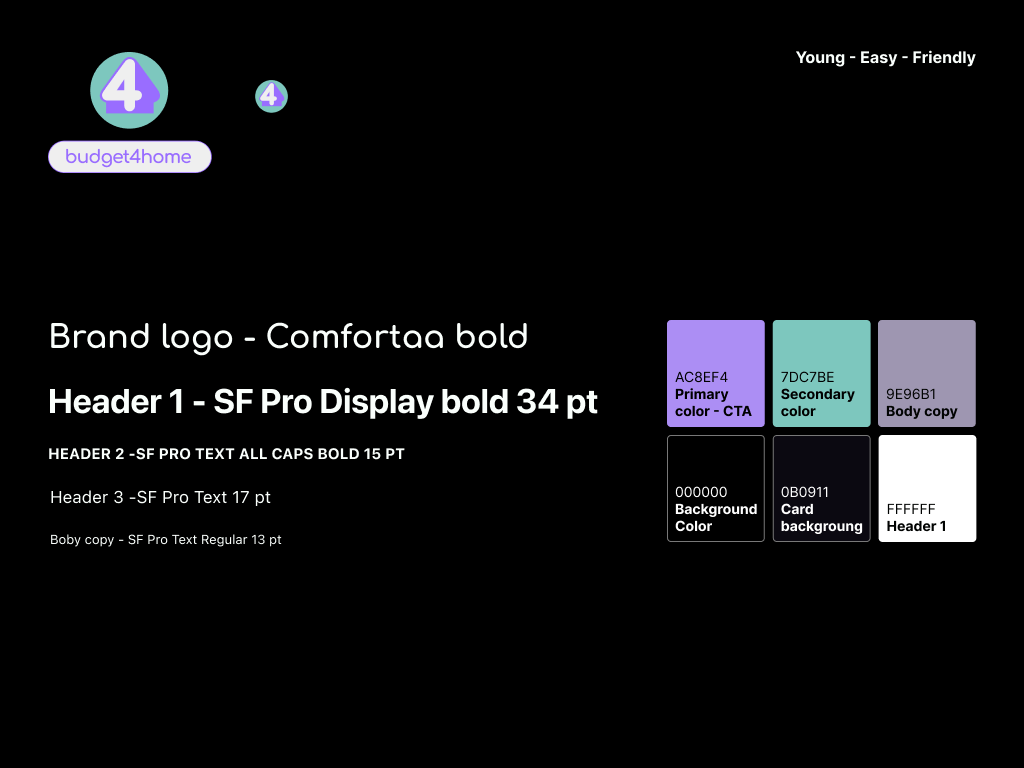 4
4
Young - Easy - Friendly
budget4home
Brand logo - Comfortaa bold
Header 1 - SF Pro Display bold 34 pt
HEADER 2 -SF PRO TEXT ALL CAPS BOLD 15 PT
Header 3 -SF Pro Text 17 pt
Boby copy - SF Pro Text Regular 13 pt
AC8EF4
Primary
color - CTA
7DC7BE
Secondary
color
9E96B1
Body copy
000000
Background
Color
0B0911
Card
backgroung
FFFFFF
Header 1